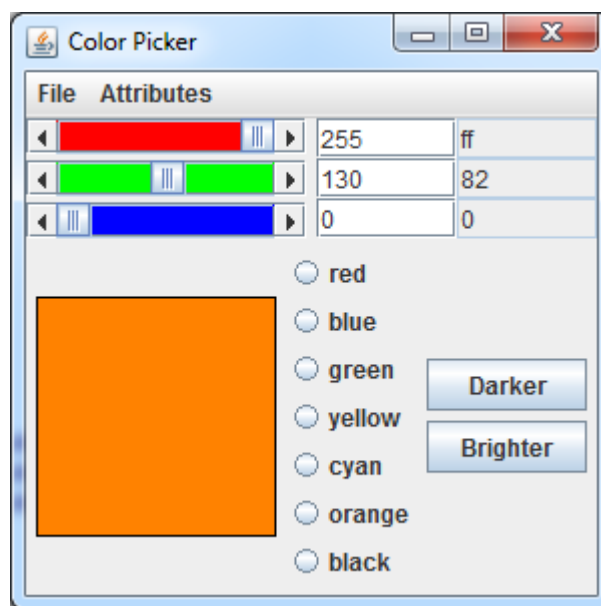 Color Picker
File Attributes
255 ff
130 82
0 0
red
blue
green
Darker
yellow
Brighter
cyan
orange
black